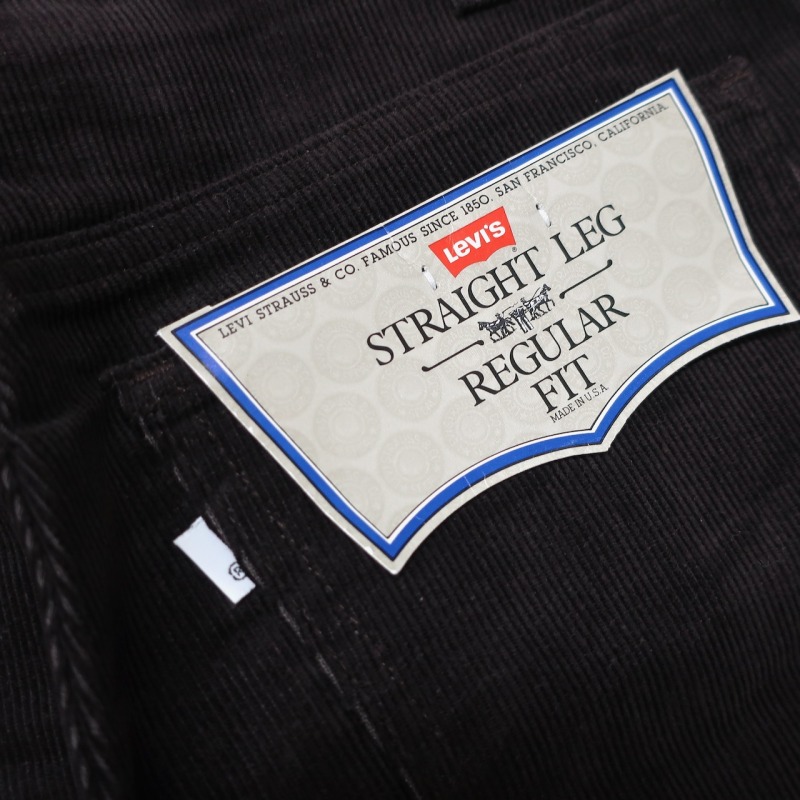 LEVI STRAUSS & CO. FAMOUS SINCE 1850, SAN FRANCISCO, CALIFORNIA.
LEVI'S
®
STRAIGHT LEG
REGULAR
FIT
MADE IN U.S.A.
®